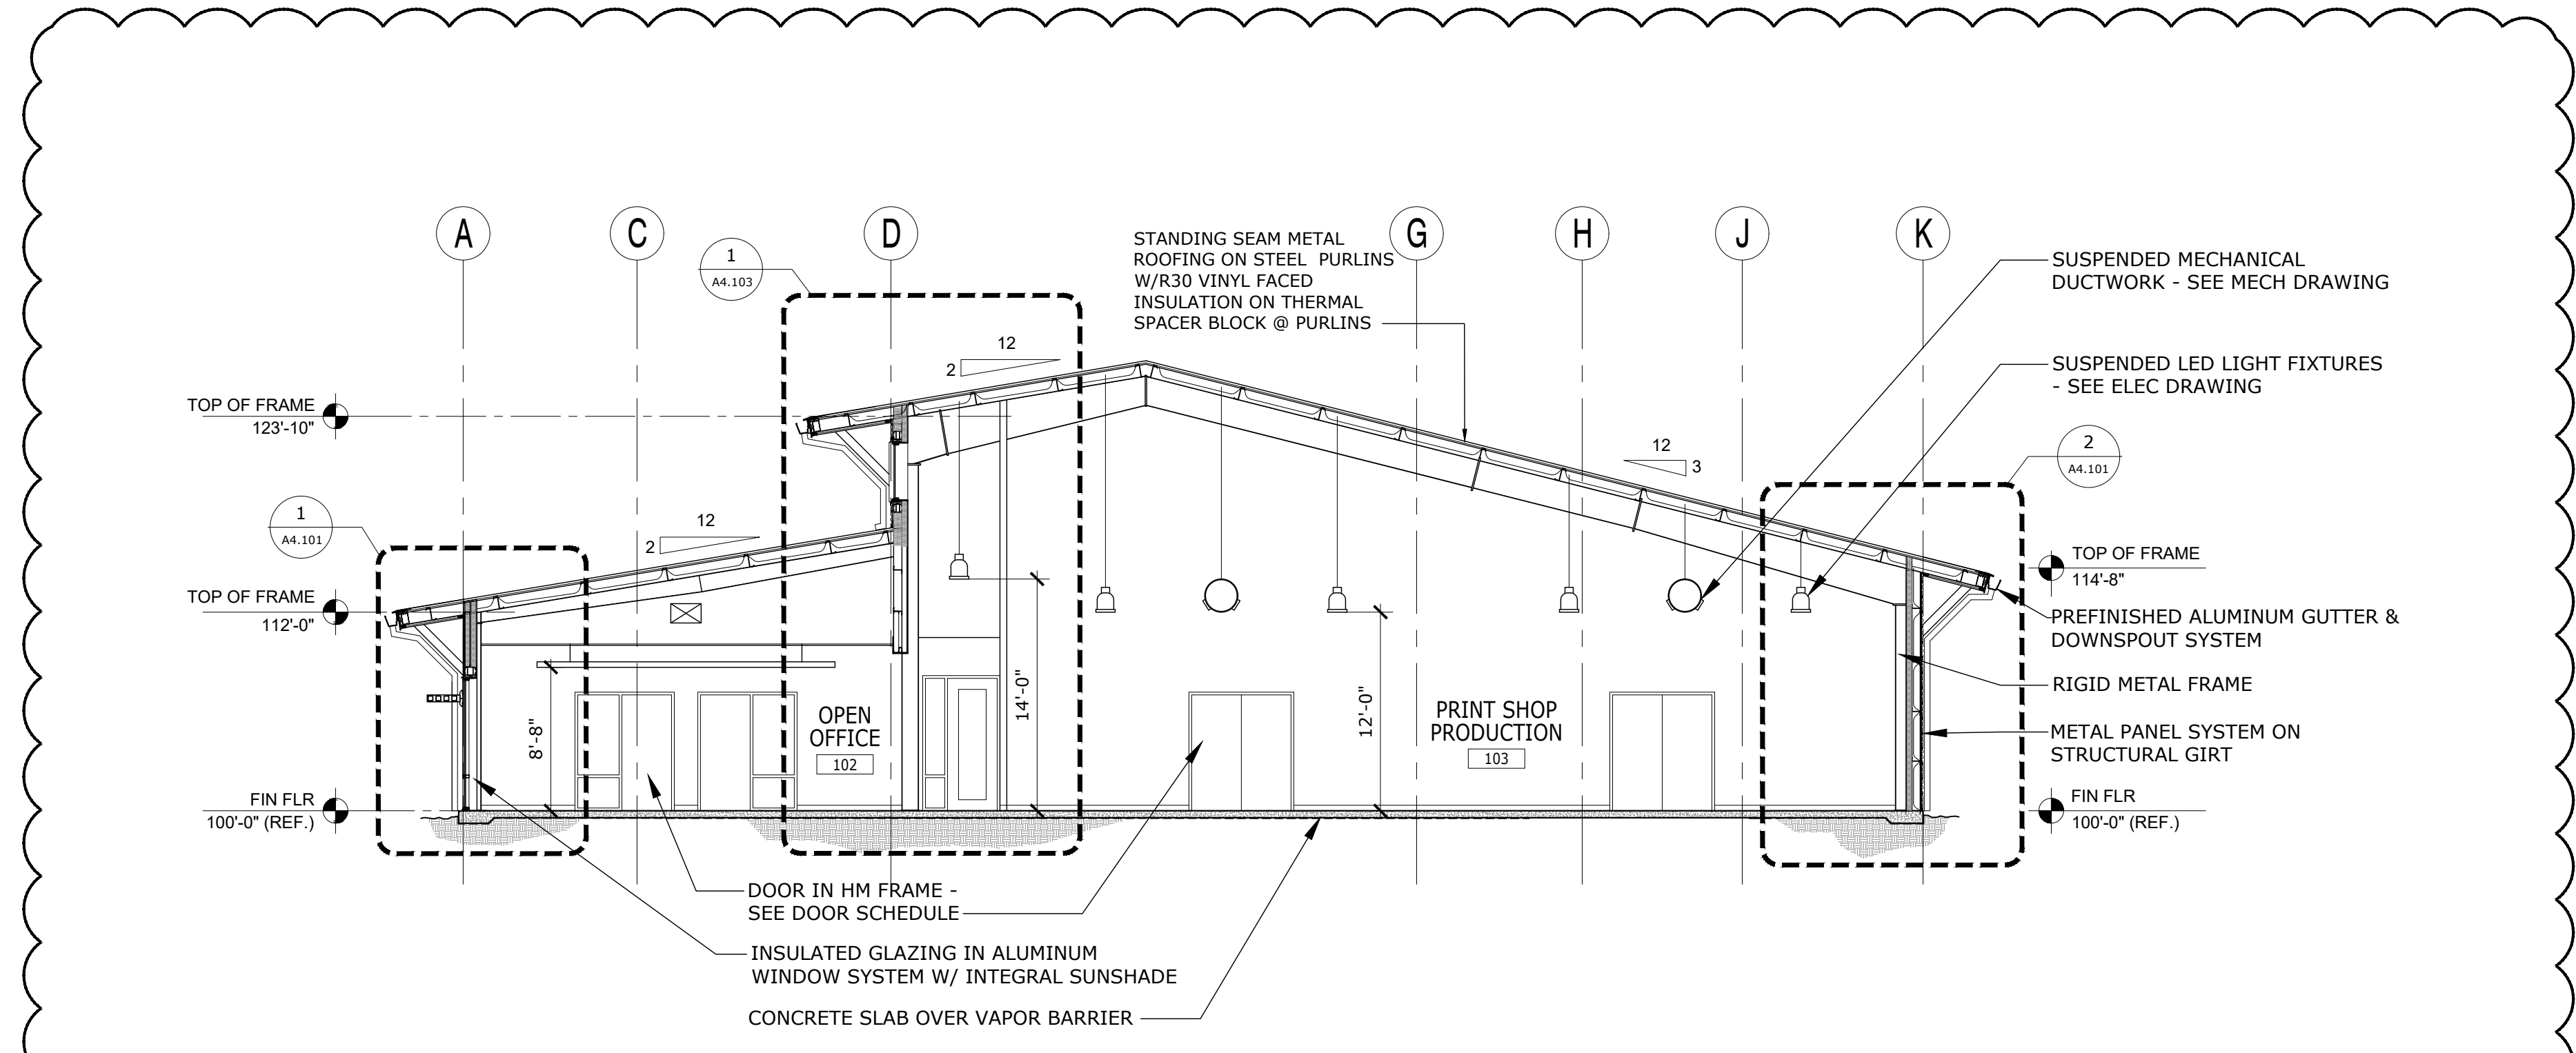 A
C
D
G
H
J
K
1
A4.103
STANDING SEAM METAL
ROOFING ON STEEL PURLINS
W/R30 VINYL FACED
INSULATION ON THERMAL
SPACER BLOCK @ PURLINS
SUSPENDED MECHANICAL
DUCTWORK - SEE MECH DRAWING
12
2
SUSPENDED LED LIGHT FIXTURES
- SEE ELEC DRAWING
TOP OF FRAME
123'-10"
12
3
2
A4.101
1
A4.101
12
2
TOP OF FRAME
114'-8"
TOP OF FRAME
112'-0"
PREFINISHED ALUMINUM GUTTER &
DOWNSPOUT SYSTEM
RIGID METAL FRAME
8'-8"
OPEN
OFFICE
102
14'-0"
12'-0"
PRINT SHOP
PRODUCTION
103
METAL PANEL SYSTEM ON
STRUCTURAL GIRT
FIN FLR
100'-0" (REF.)
FIN FLR
100'-0" (REF.)
DOOR IN HM FRAME -
SEE DOOR SCHEDULE
INSULATED GLAZING IN ALUMINUM
WINDOW SYSTEM W/ INTEGRAL SUNSHADE
CONCRETE SLAB OVER VAPOR BARRIER